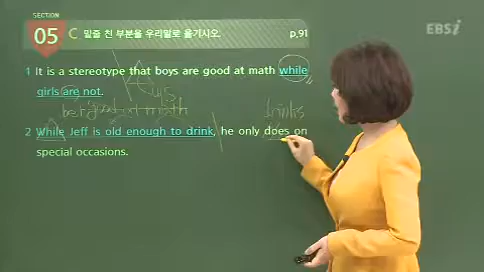 SECTION
05 C 밑줄 친 부분을 우리말로 옮기시오. p.91
EBSi
1 It is a stereotype that boys are good at math while
girls are not.
be good at math
drinks
2 While Jeff is old enough to drink, he only does on
special occasions.